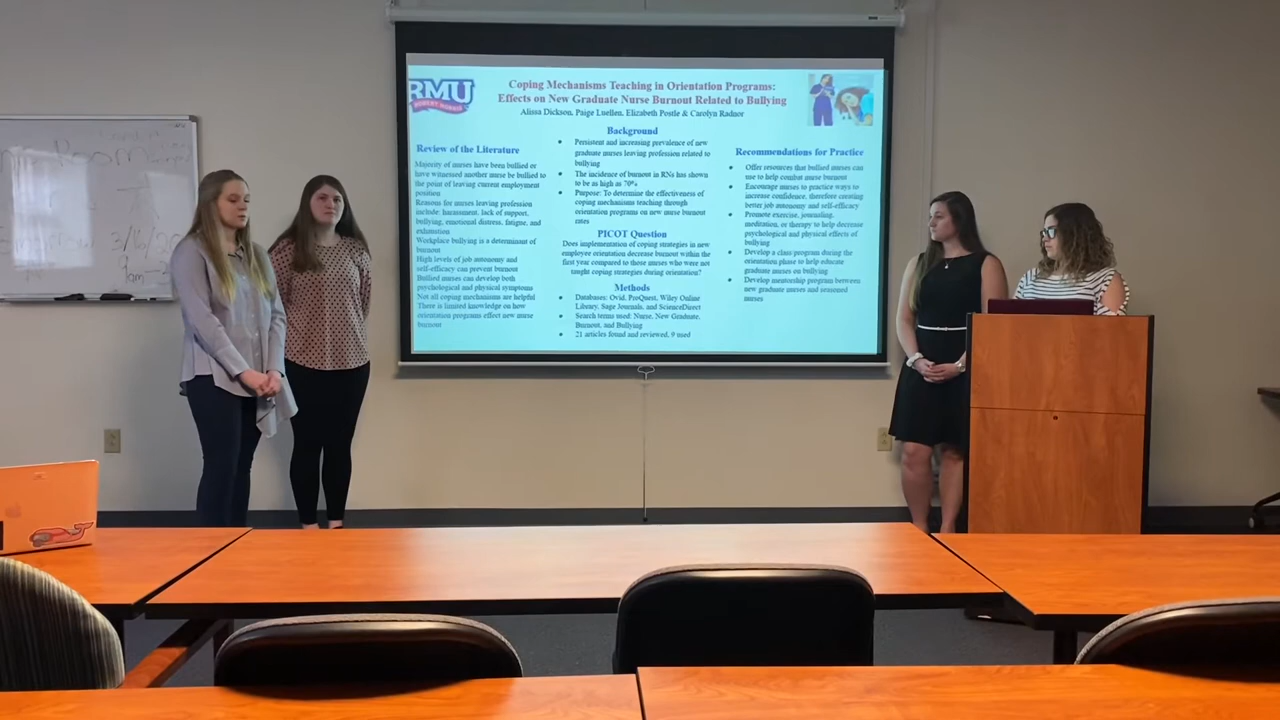 RMU
ROBERT MORRIS
Coping Mechanisms Teaching in Orientation Programs:
Effects on New Graduate Nurse Burnout Related to Bullying
Alissa Dickson, Paige Luellen, Elizabeth Postle & Carolyn Radnor
Review of the Literature
Majority of nurses have been bullied or
have witnessed another nurse be bullied to
the point of leaving current employment
position
Reasons for nurses leaving profession
include: harassment, lack of support,
bullying, emotional distress, fatigue, and
exhaustion
Workplace bullying is a determinant of
burnout
High levels of job autonomy and
self-efficacy can prevent burnout
Bullied nurses can develop both
psychological and physical symptoms
Not all coping mechanisms are helpful
There is limited knowledge on how
orientation programs effect new nurse
burnout
Background
• Persistent and increasing prevalence of new
graduate nurses leaving profession related to
bullying
• The incidence of burnout in RNs has shown
to be as high as 70%
• Purpose: To determine the effectiveness of
coping mechanisms teaching through
orientation programs on new nurse burnout
rates
PICOT Question
Does implementation of coping strategies in new
employee orientation decrease burnout within the
first year compared to those nurses who were not
taught coping strategies during orientation?
Methods
• Databases: Ovid, ProQuest, Wiley Online
Library, Sage Journals, and ScienceDirect
• Search terms used: Nurse, New Graduate,
Burnout, and Bullying
• 21 articles found and reviewed, 9 used
Recommendations for Practice
• Offer resources that bullied nurses can
use to help combat nurse burnout
• Encourage nurses to practice ways to
increase confidence, therefore creating
better job autonomy and self-efficacy
• Promote exercise, journaling,
meditation, or therapy to help decrease
psychological and physical effects of
bullying
• Develop a class program during the
orientation phase to help educate
graduate nurses on bullying
• Develop mentorship program between
new graduate nurses and seasoned
nurses
Room